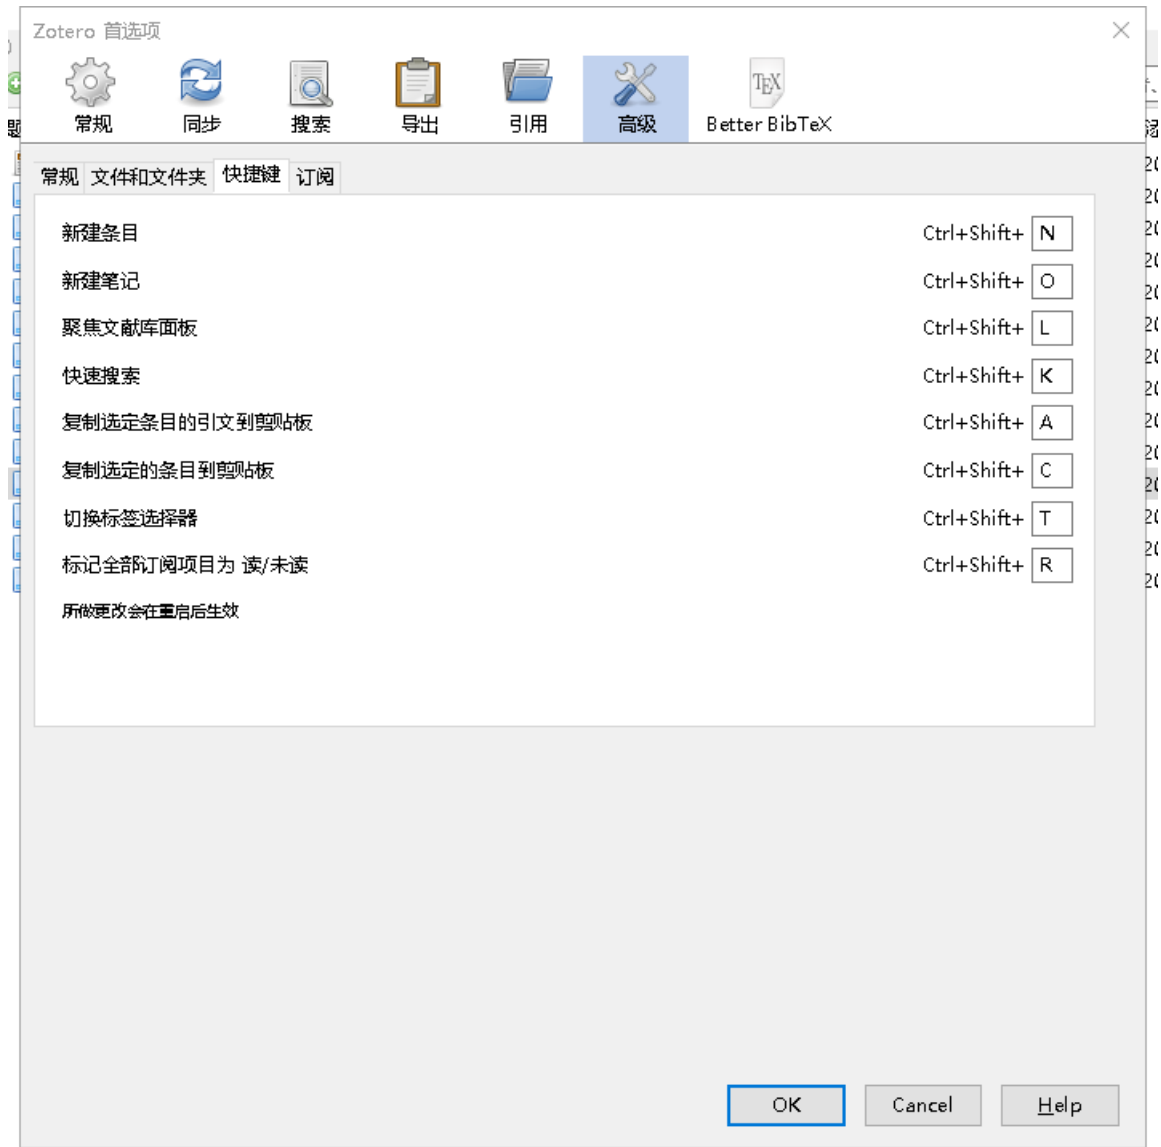 Zotero 首选项
常规 同步 搜索 导出 引用 高级 Better BibTeX
TEX
常规 文件和文件夹 快捷键 订阅
新建条目 Ctrl+Shift+ N
新建笔记 Ctrl+Shift+ O
聚焦文献库面板 Ctrl+Shift+ L
快速搜索 Ctrl+Shift+ K
复制选定条目的引文到剪贴板 Ctrl+Shift+ A
复制选定的条目到剪贴板 Ctrl+Shift+ C
切换标签选择器 Ctrl+Shift+ T
标记全部订阅项目为 读/未读 Ctrl+Shift+ R
所做更改会在重启后生效
OK Cancel Help